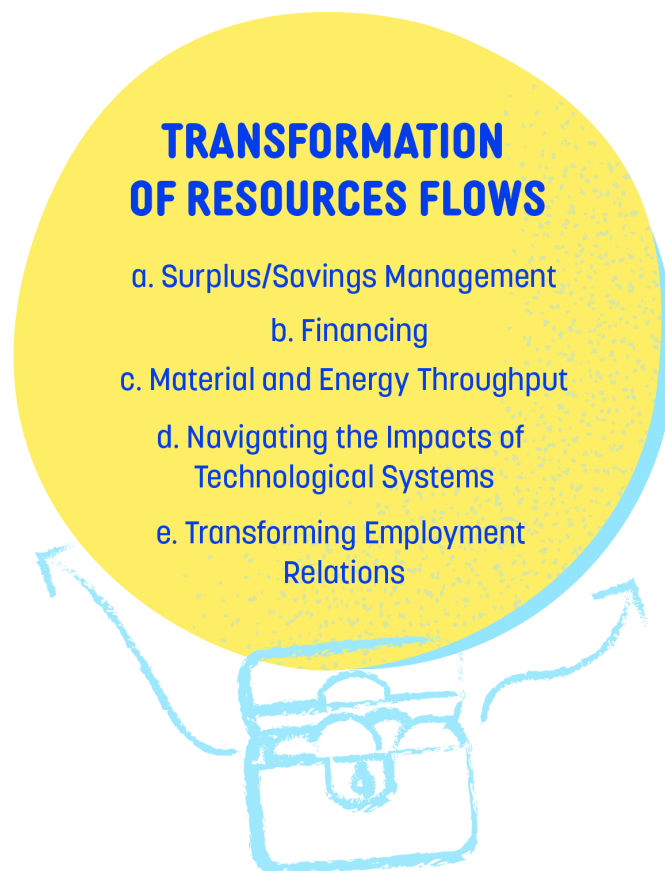 TRANSFORMATION
OF RESOURCES FLOWS
a. Surplus/Savings Management
b. Financing
c. Material and Energy Throughput
d. Navigating the Impacts of
Technological Systems
e. Transforming Employment
Relations